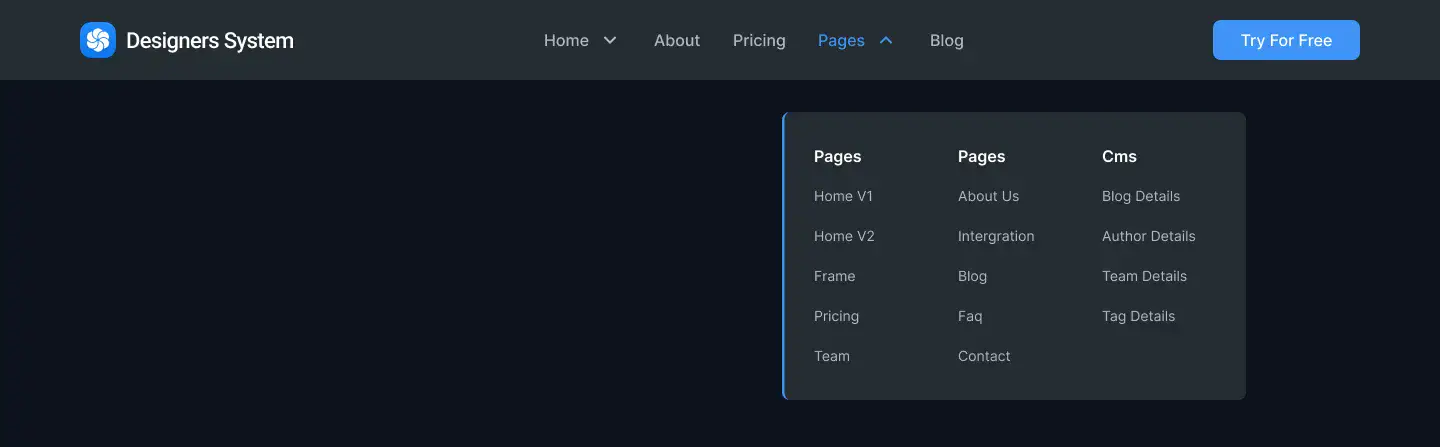 Designers System
Home
About
Pricing
Pages
Blog
Try For Free
Pages
Home V1
Home V2
Frame
Pricing
Team
Pages
About Us
Intergration
Blog
Faq
Contact
Cms
Blog Details
Author Details
Team Details
Tag Details